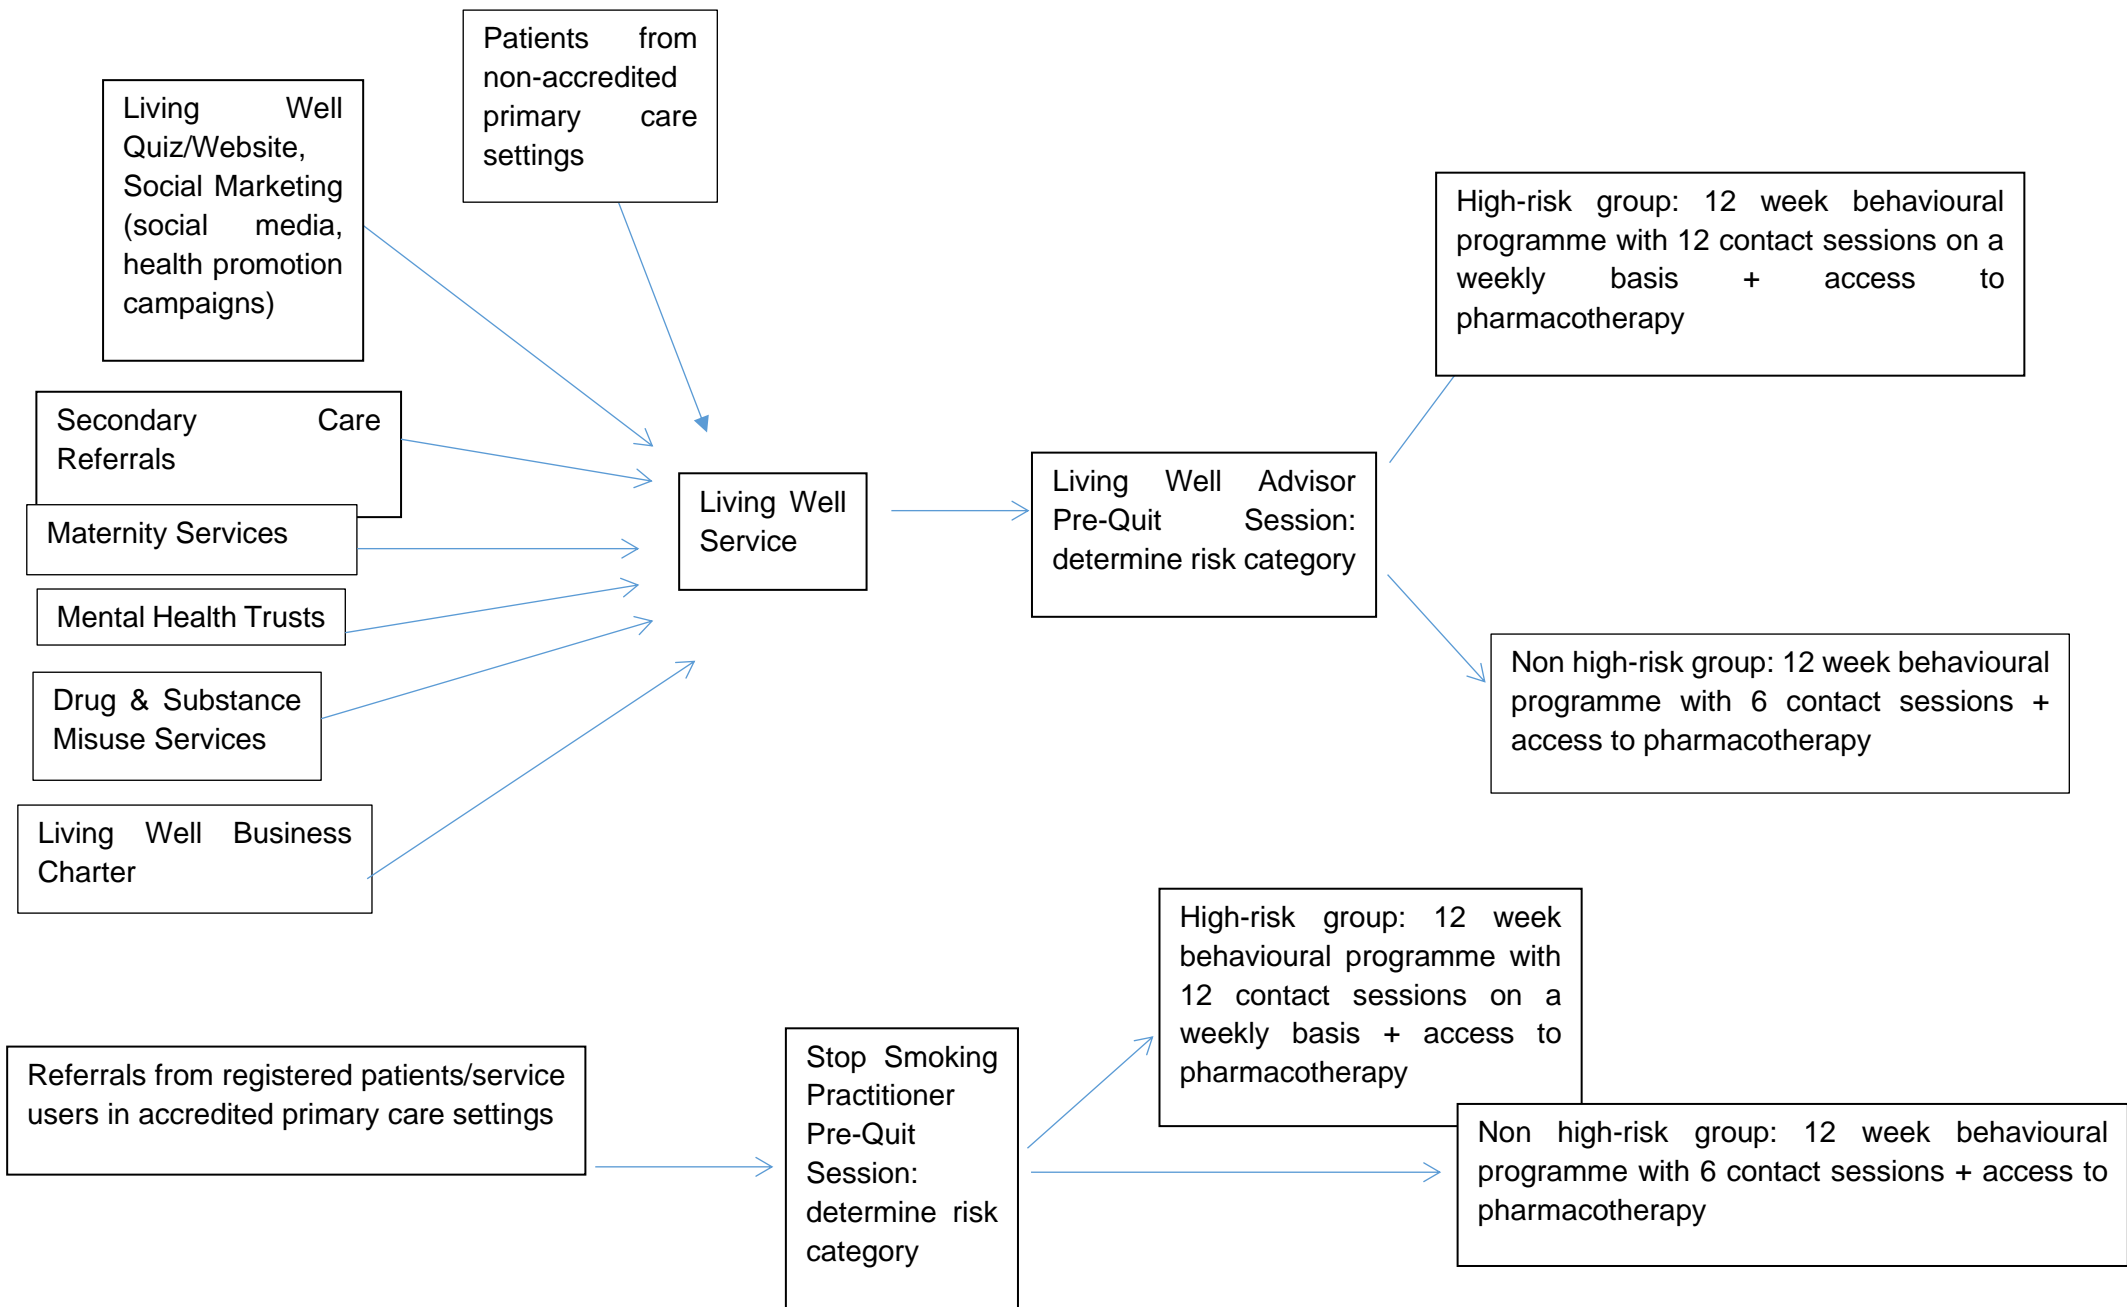 Patients from
non-accredited
primary care
settings
Living Well
Quiz/Website,
Social Marketing
(social media,
health promotion
campaigns)
High-risk group: 12 week behavioural
programme with 12 contact sessions on a
weekly basis + access to
pharmacotherapy
Secondary Care
Referrals
Maternity Services
Mental Health Trusts
Drug & Substance
Misuse Services
Living Well Business
Charter
Living Well
Service
Living Well Advisor
Pre-Quit Session:
determine risk category
Non high-risk group: 12 week behavioural
programme with 6 contact sessions +
access to pharmacotherapy
Referrals from registered patients/service
users in accredited primary care settings
Stop Smoking
Practitioner
Pre-Quit
Session:
determine risk
category
High-risk group: 12 week
behavioural programme with
12 contact sessions on a
weekly basis + access to
pharmacotherapy
Non high-risk group: 12 week behavioural
programme with 6 contact sessions + access to
pharmacotherapy